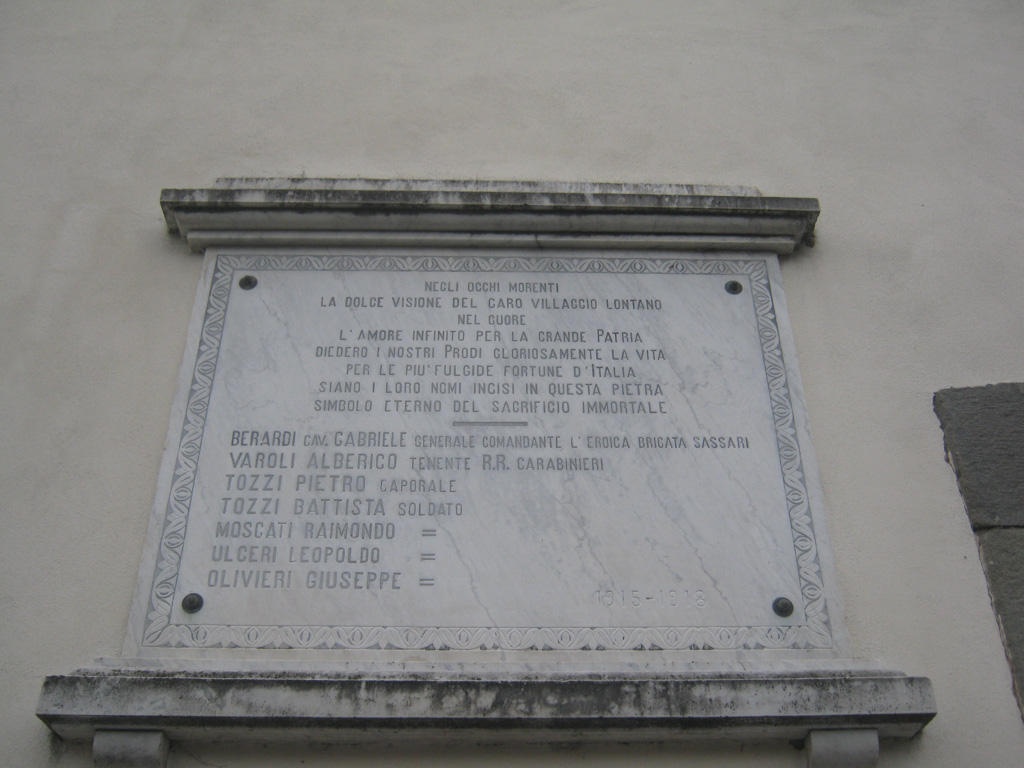 NEGLI OCCHI MORENTI
LA DOLCE VISIONE DEL CARO VILLAGGIO LONTANO
NEL CUORE
L'AMORE INFINITO PER LA GRANDE PATRIA
DIEDERO I NOSTRI PRODI GLORIOSAMENTE LA VITA
PER LE PIU' FULGIDE FORTUNE D'ITALIA
SIANO I LORO NOMI INCISI IN QUESTA PIETRA
SIMBOLO ETERNO DEL SACRIFICIO IMMORTALE
BERARDI CAV. GABRIELE GENERALE COMANDANTE L'EROICA BRIGATA SASSARI
VAROLI ALBERICO TENENTE R.R. CARABINIERI
TOZZI PIETRO CAPORALE
TOZZI BATTISTA SOLDATO
MOSCATI RAIMONDO =
ULCERI LEOPOLDO =
OLIVIERI GIUSEPPE =
1915-1918